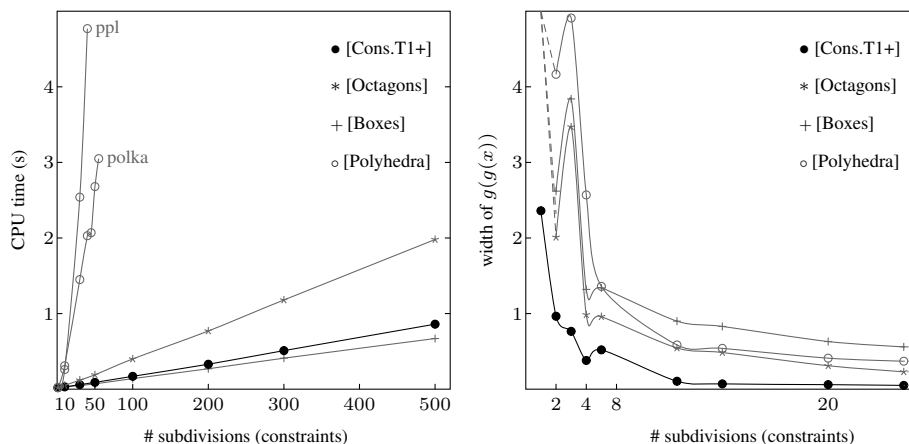 ppl
polka
[Cons.T1+]
[Octagons]
[Boxes]
[Polyhedra]
4
3
2
1
CPU time (s)
10 50 100 200 300 400 500
# subdivisions (constraints)
[Cons.T1+]
[Octagons]
[Boxes]
[Polyhedra]
4
3
2
1
width of g(g(x))
2 4 8 20
# subdivisions (constraints)